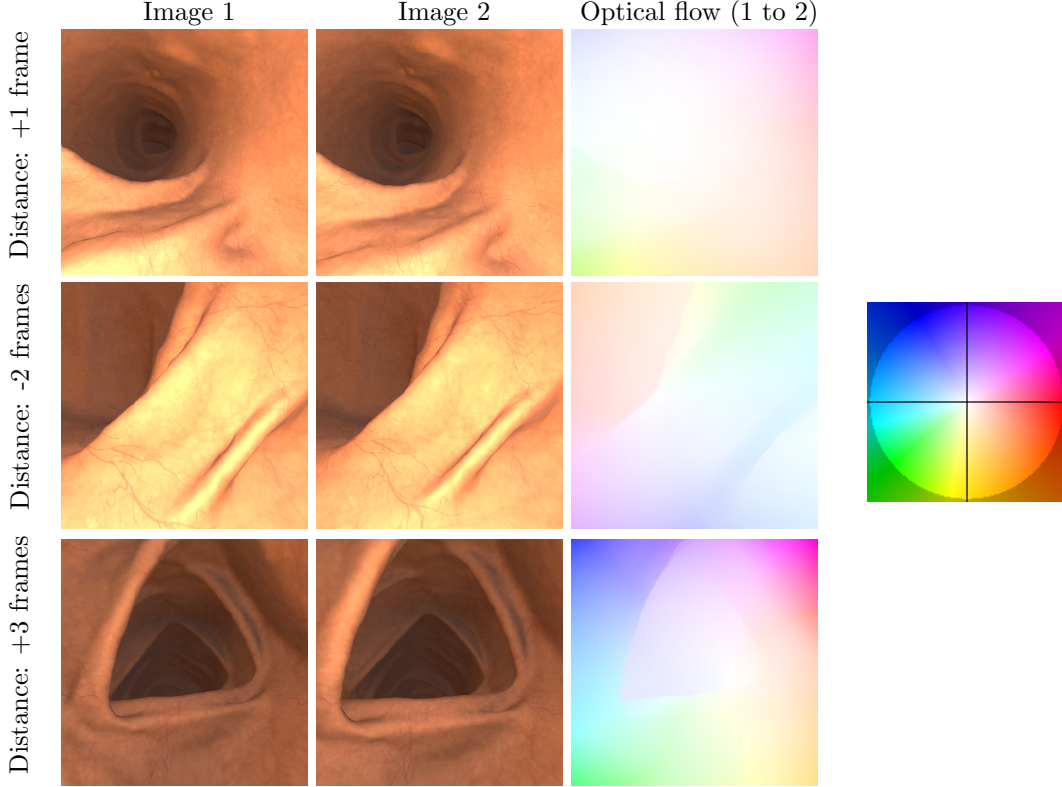 Image 1
Image 2
Optical flow (1 to 2)
Distance: +1 frame
Distance: -2 frames
Distance: +3 frames